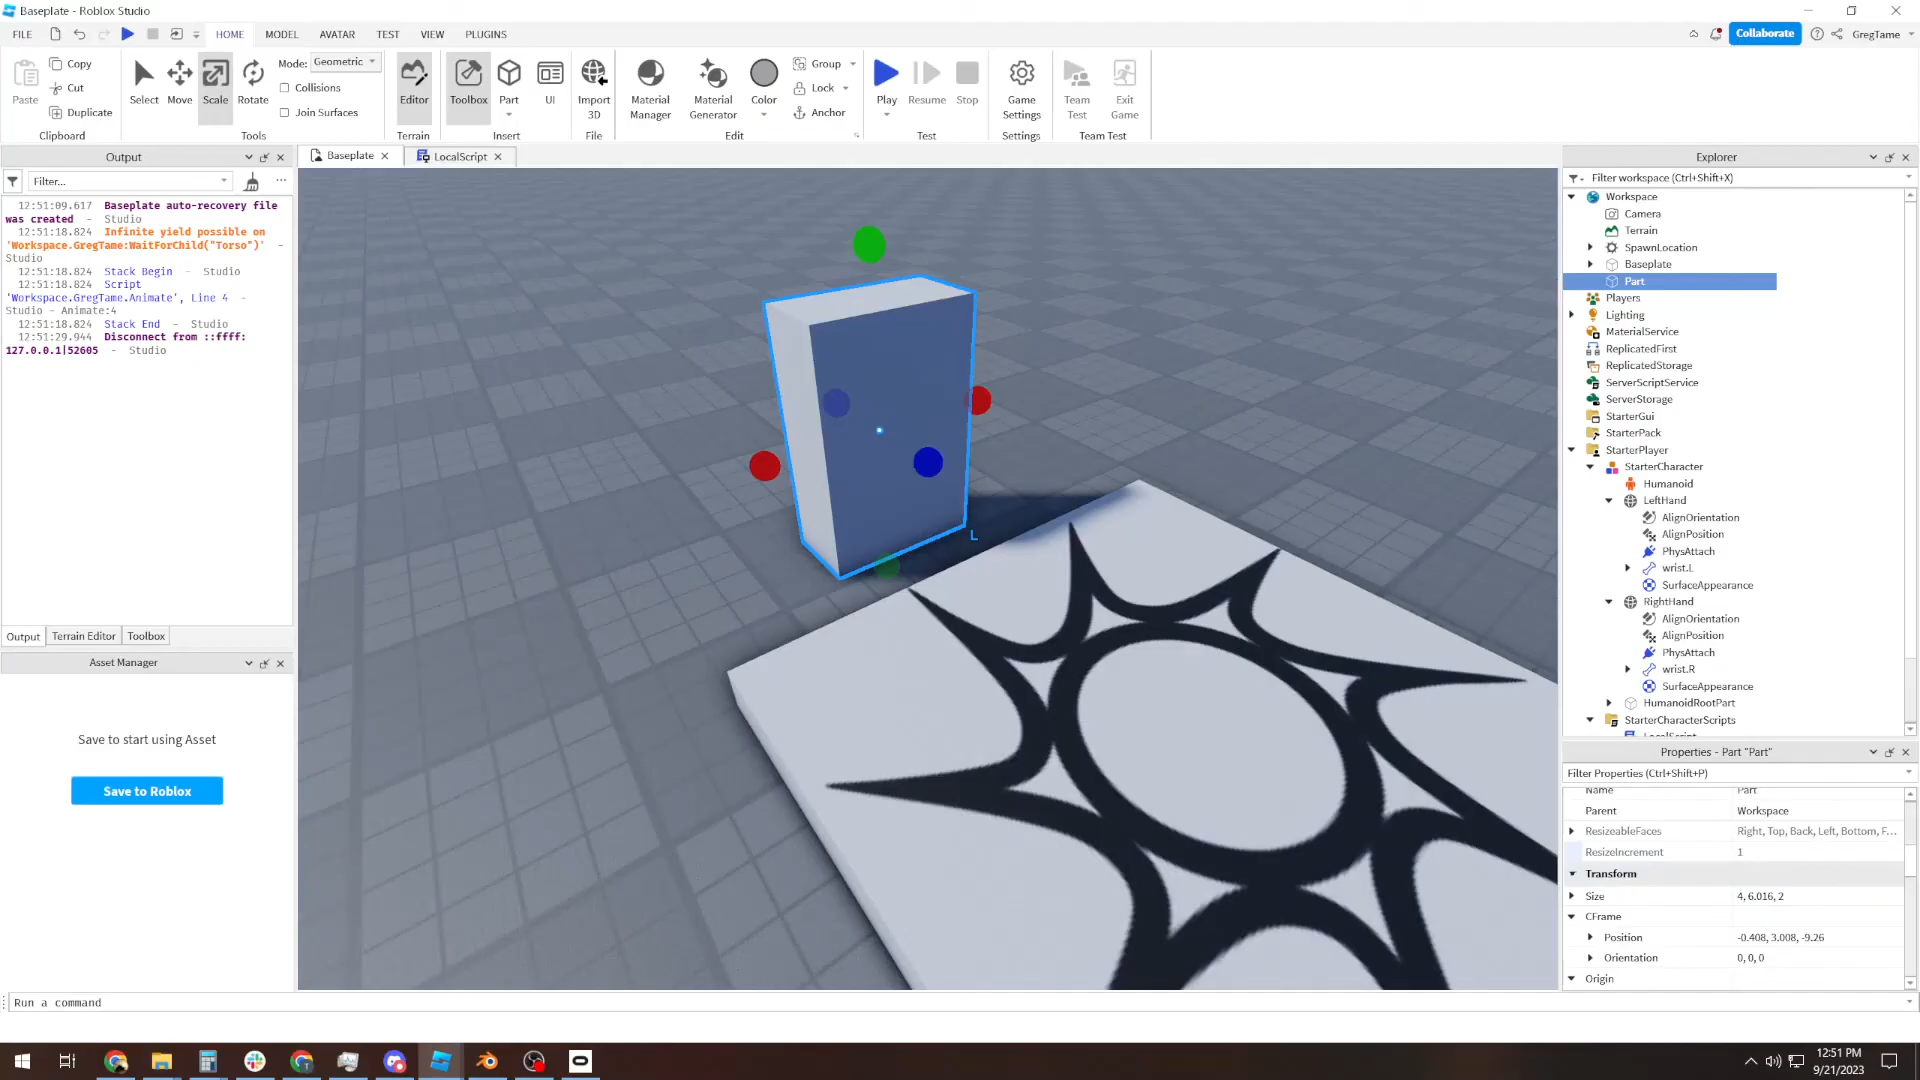 Baseplate - Roblox Studio
FILE HOME MODEL AVATAR TEST VIEW PLUGINS Collaborate GregTame
Paste Copy Cut Duplicate Clipboard
Select Move Scale Rotate Mode: Geometric Collisions Join Surfaces Tools
Editor Terrain
Toolbox Part UI Insert
Import 3D File
Material Manager Material Generator Color Group Lock Anchor Edit
Play Resume Stop Test
Game Settings Settings
Team Test Exit Game Team Test
Output
Filter...
12:51:09.617 Baseplate auto-recovery file
was created - Studio
12:51:18.824 Infinite yield possible on
'Workspace.GregTame:WaitForChild("Torso")' -
Studio
12:51:18.824 Stack Begin - Studio
12:51:18.824 Script
'Workspace.GregTame.Animate', Line 4 -
Studio - Animate:4
12:51:18.824 Stack End - Studio
12:51:29.944 Disconnect from ::ffff:
127.0.0.1|52605 - Studio
Output Terrain Editor Toolbox
Asset Manager
Save to start using Asset
Save to Roblox
Baseplate LocalScript
L
Explorer
Filter workspace (Ctrl+Shift+X)
Workspace
Camera
Terrain
SpawnLocation
Baseplate
Part
Players
Lighting
MaterialService
ReplicatedFirst
ReplicatedStorage
ServerScriptService
ServerStorage
StarterGui
StarterPack
StarterPlayer
StarterCharacter
Humanoid
LeftHand
AlignOrientation
AlignPosition
PhysAttach
wrist.L
SurfaceAppearance
RightHand
AlignOrientation
AlignPosition
PhysAttach
wrist.R
SurfaceAppearance
HumanoidRootPart
StarterCharacterScripts
LocalScript
Properties - Part "Part"
Filter Properties (Ctrl+Shift+P)
Name Part
Parent Workspace
ResizeableFaces Right, Top, Back, Left, Bottom, F...
ResizeIncrement 1
Transform
Size 4, 6.016, 2
CFrame
Position -0.408, 3.008, -9.26
Orientation 0, 0, 0
Origin
Run a command
12:51 PM
9/21/2023